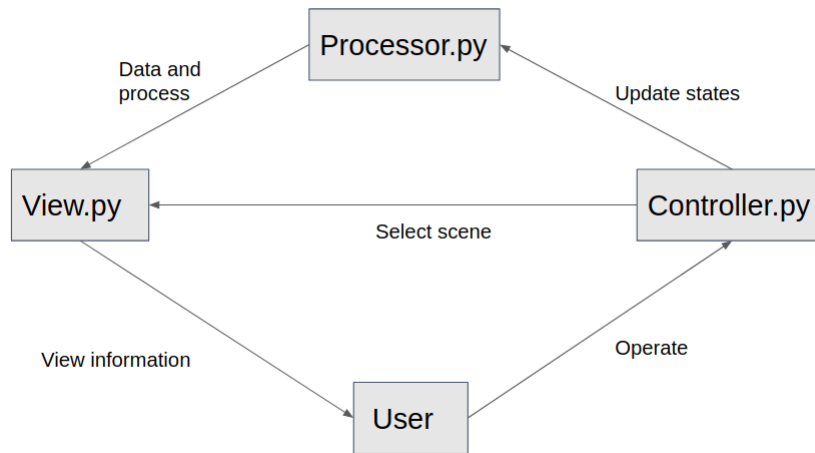 Processor.py
Data and
process
Update states
View.py
Controller.py
Select scene
View information
Operate
User